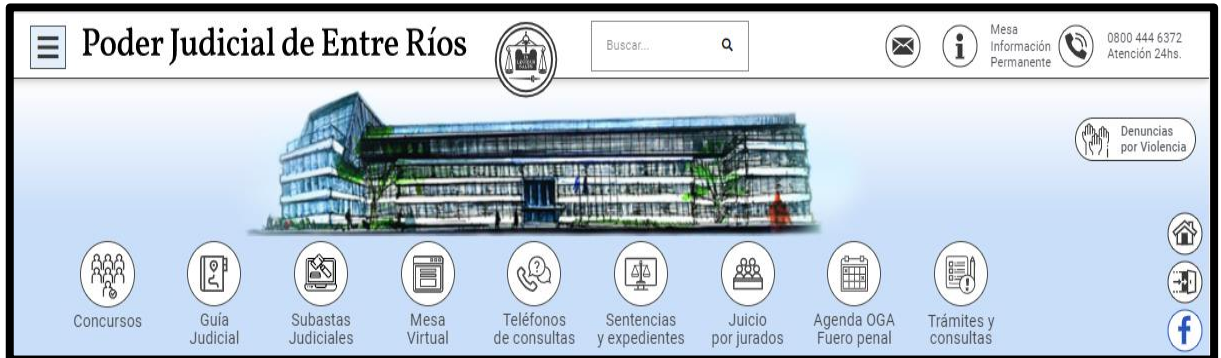 Poder Judicial de Entre Ríos
Buscar...
Mesa
Información
Permanente
0800 444 6372
Atención 24hs.
Denuncias
por Violencia
Concursos
Guía
Judicial
Subastas
Judiciales
Mesa
Virtual
Teléfonos
de consultas
Sentencias
y expedientes
Juicio
por jurados
Agenda OGA
Fuero penal
Trámites y
consultas